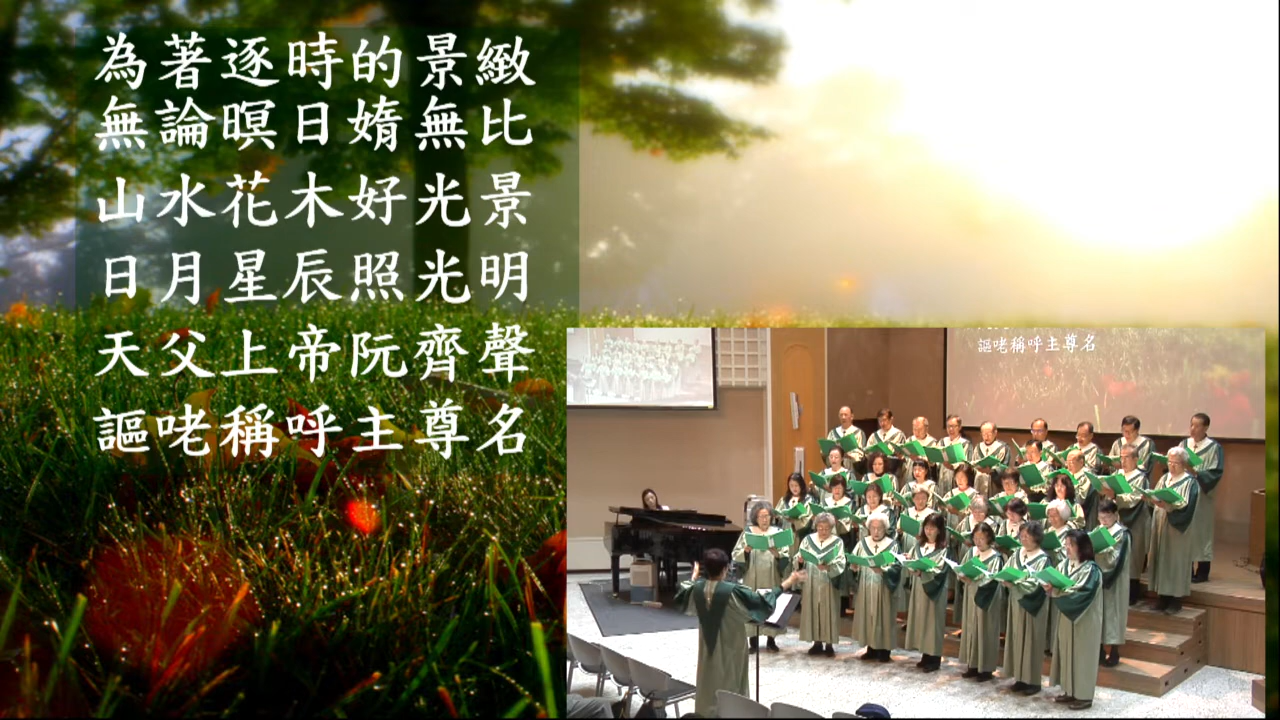 為著逐時的景緻
無論暝日媠無比
山水花木好光景
日月星辰照光明
天父上帝阮齊聲
謳咾稱呼主尊名
謳咾稱呼主尊名